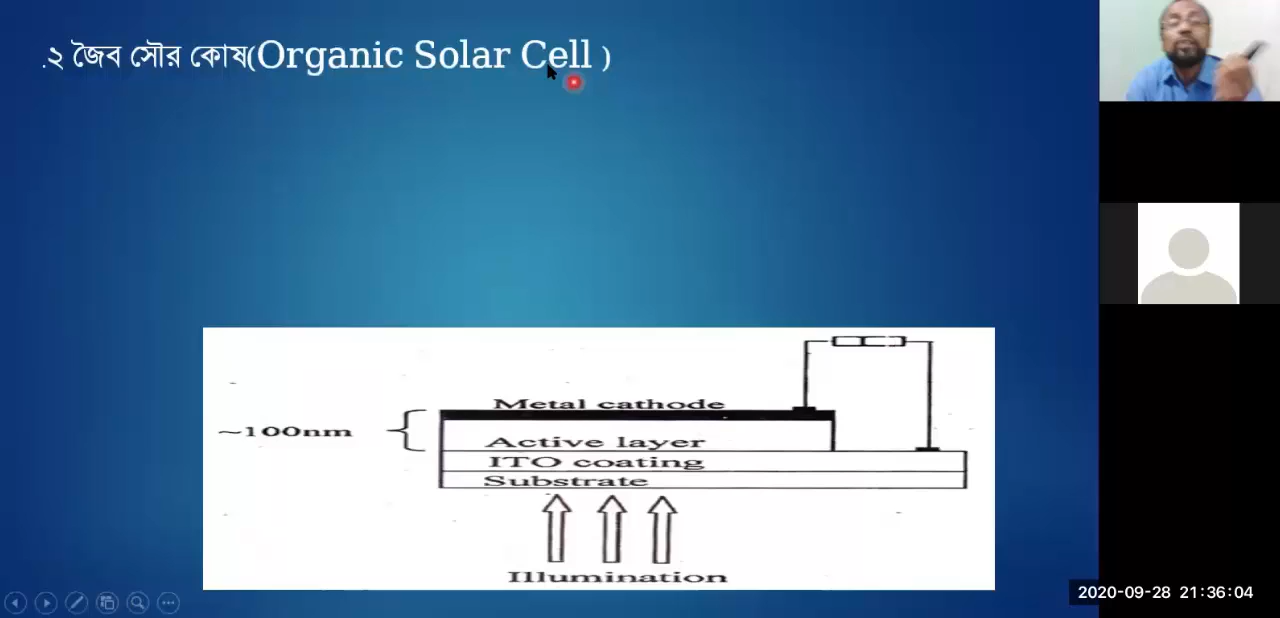 .২ জৈব সৌর কোষ(Organic Solar Cell )
Metal cathode
~100nm
Active layer
ITO coating
Substrate
Illumination
2020-09-28 21:36:04